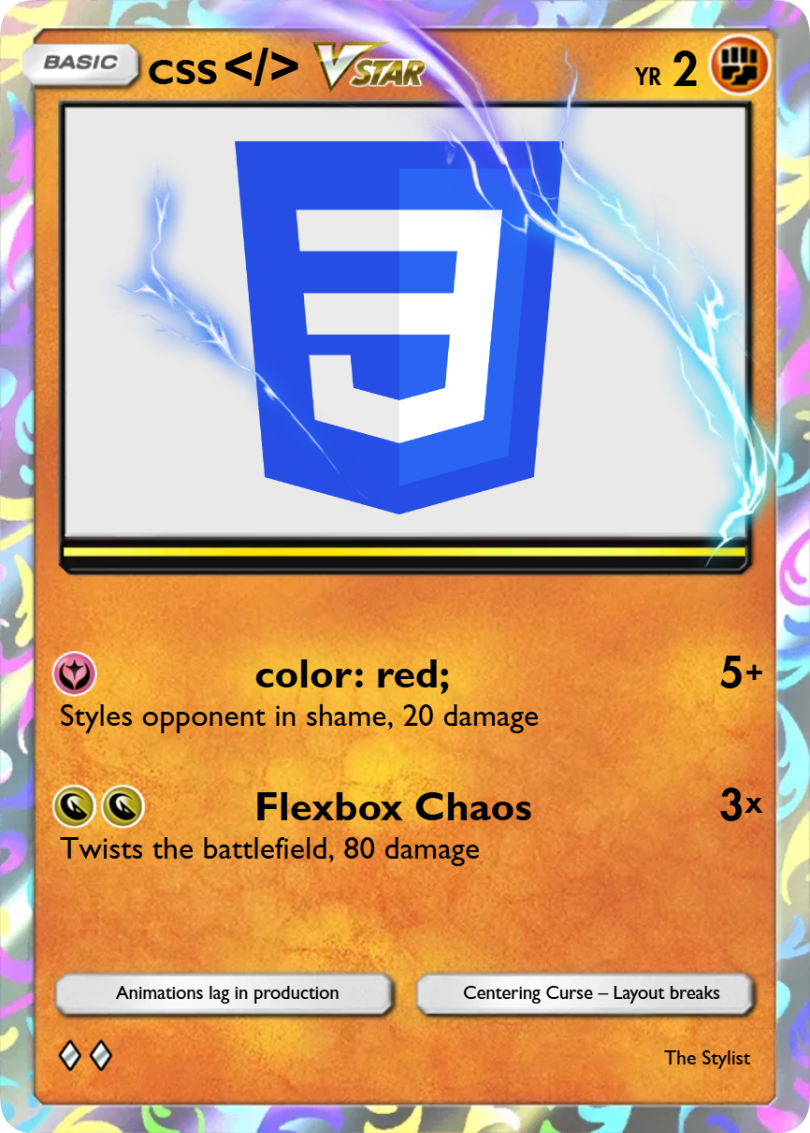 BASIC css </> VSTAR YR 2
color: red; 5+
Styles opponent in shame, 20 damage
Flexbox Chaos 3x
Twists the battlefield, 80 damage
Animations lag in production Centering Curse – Layout breaks
The Stylist